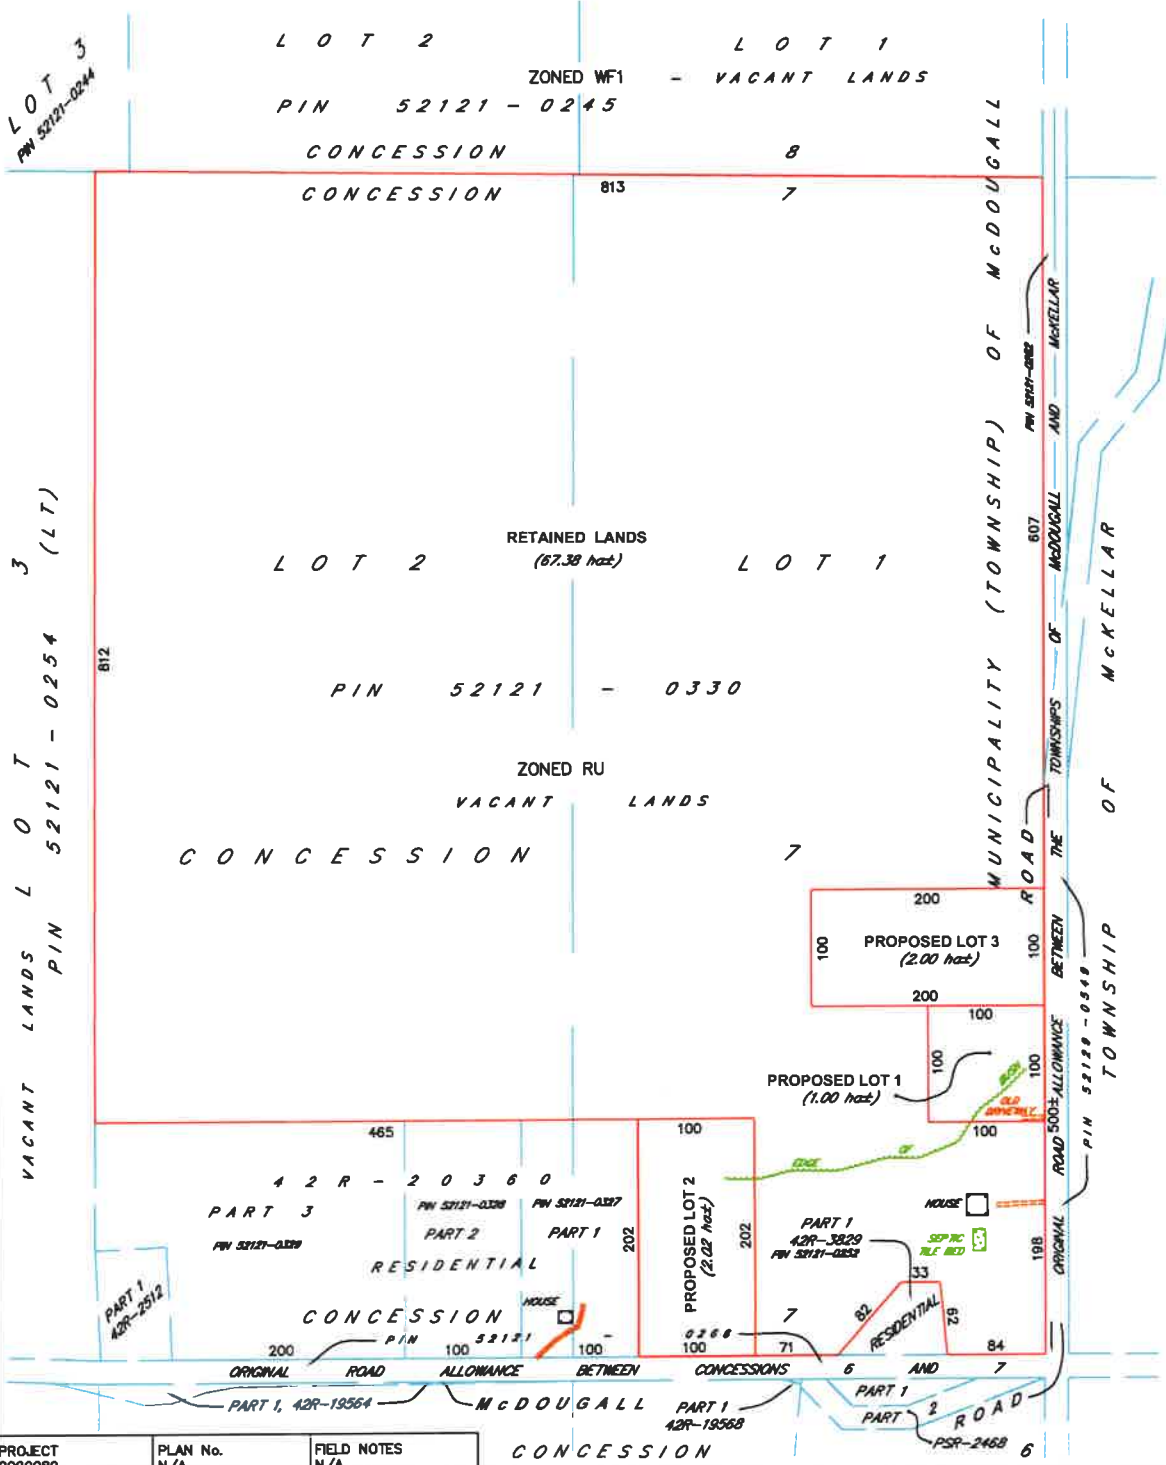 LOT 3
PIN 52121-0244
LOT 2
LOT 1
ZONED WF1 - VACANT LANDS
PIN 52121 - 0245
CONCESSION 8
CONCESSION 7
813
MUNICIPALITY (TOWNSHIP) OF McDOUGALL
607
ORIGINAL ROAD ALLOWANCE BETWEEN THE TOWNSHIPS OF McDOUGALL AND McKELLAR
TOWNSHIP OF McKELLAR
PIN 52128-0549
VACANT LANDS LOT 3
PIN 52121 - 0254 (LT)
812
RETAINED LANDS
(67.38 ha±)
LOT 2
LOT 1
PIN 52121 - 0330
ZONED RU
VACANT LANDS
CONCESSION 7
ROAD
200
100
PROPOSED LOT 3
(2.00 ha±)
100
200
100
100
100
PROPOSED LOT 1
(1.00 ha±)
BUSH
OLD
DRIVEWAY
100
500±
465
100
EDGE OF
42R-20360
PART 3
PIN 52121-0329
PIN 52121-0328
PART 2
PIN 52121-0327
PART 1
RESIDENTIAL
202
PROPOSED LOT 2
(2.02 ha±)
202
PART 1
42R-3829
PIN 52121-0252
HOUSE
SEPTIC
TILE BED
198
PART 1
42R-2512
HOUSE
CONCESSION 7
PIN 52121 - 0266
33
82
RESIDENTIAL
62
200
100
100
100
71
84
ORIGINAL ROAD ALLOWANCE BETWEEN CONCESSIONS 6 AND 7
PART 1, 42R-19564
McDOUGALL ROAD
PART 1
42R-19568
PART 1
PART 2
PSR-2468
CONCESSION 6
PROJECT
PLAN No.
N/A
FIELD NOTES
N/A